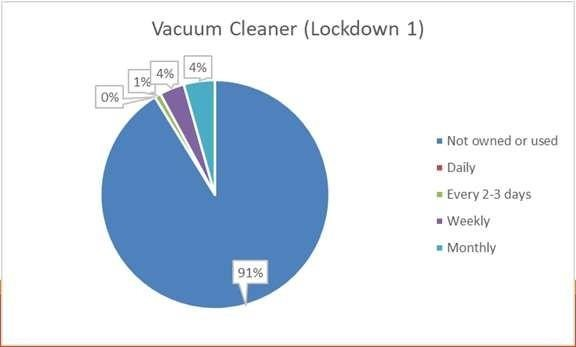 Vacuum Cleaner (Lockdown 1)
4%
4%
1%
0%
91%
Not owned or used
Daily
Every 2-3 days
Weekly
Monthly